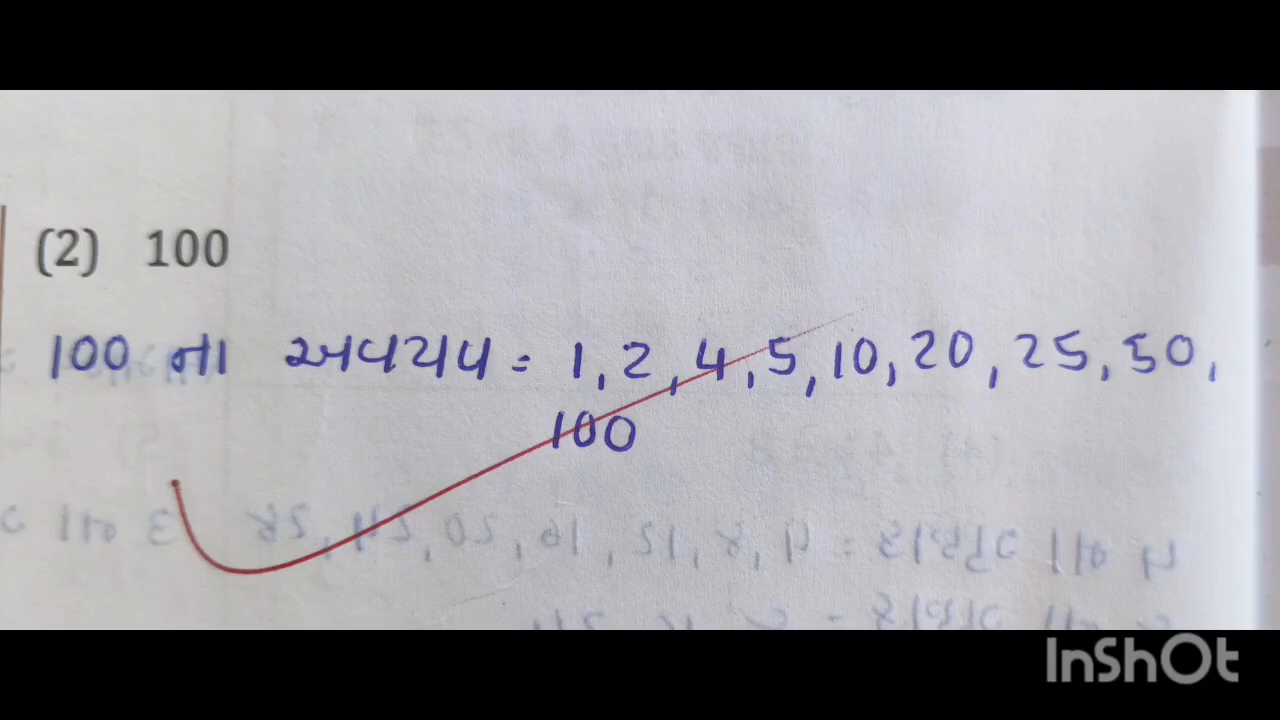 (2) 100
100 ના અવયવ = 1, 2, 4, 5, 10, 20, 25, 50,
100
InShOt